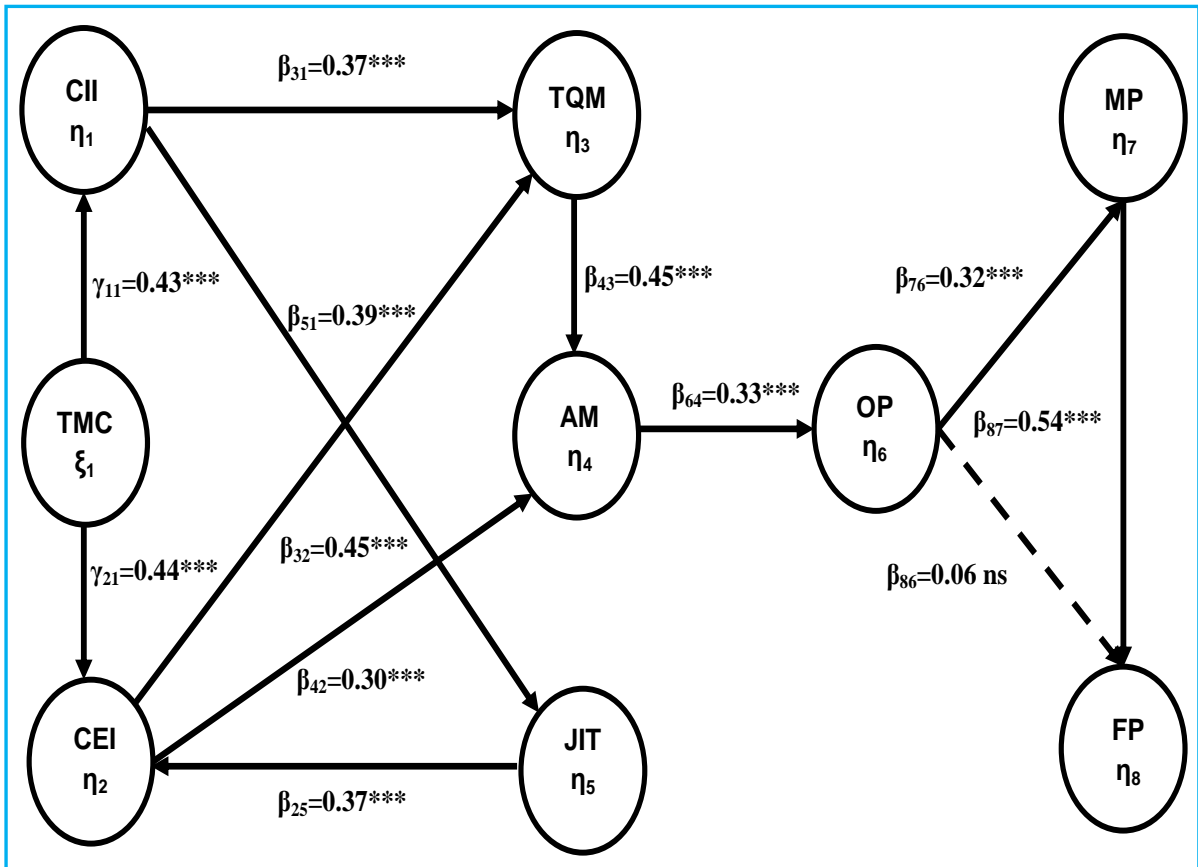 CII
η₁
β₃₁=0.37***
TQM
η₃
MP
η₇
γ₁₁=0.43***
β₅₁=0.39***
β₄₃=0.45***
β₇₆=0.32***
TMC
ξ₁
AM
η₄
β₆₄=0.33***
OP
η₆
β₈₇=0.54***
γ₂₁=0.44***
β₃₂=0.45***
β₈₆=0.06 ns
β₄₂=0.30***
CEI
η₂
JIT
η₅
FP
η₈
β₂₅=0.37***